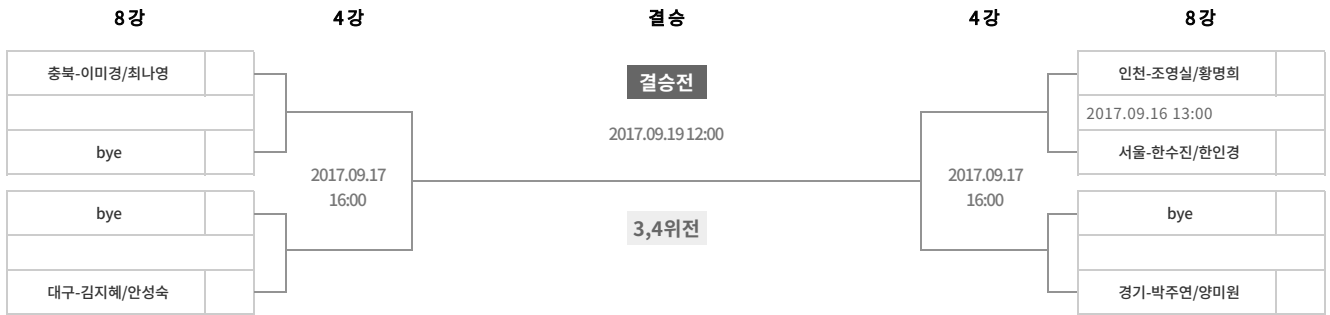 8강
4강
결승
4강
8강
충북-이미경/최나영
bye
bye
대구-김지혜/안성숙
2017.09.17
16:00
결승전
2017.09.19 12:00
3,4위전
2017.09.17
16:00
인천-조영실/황명희
2017.09.16 13:00
서울-한수진/한인경
bye
경기-박주연/양미원